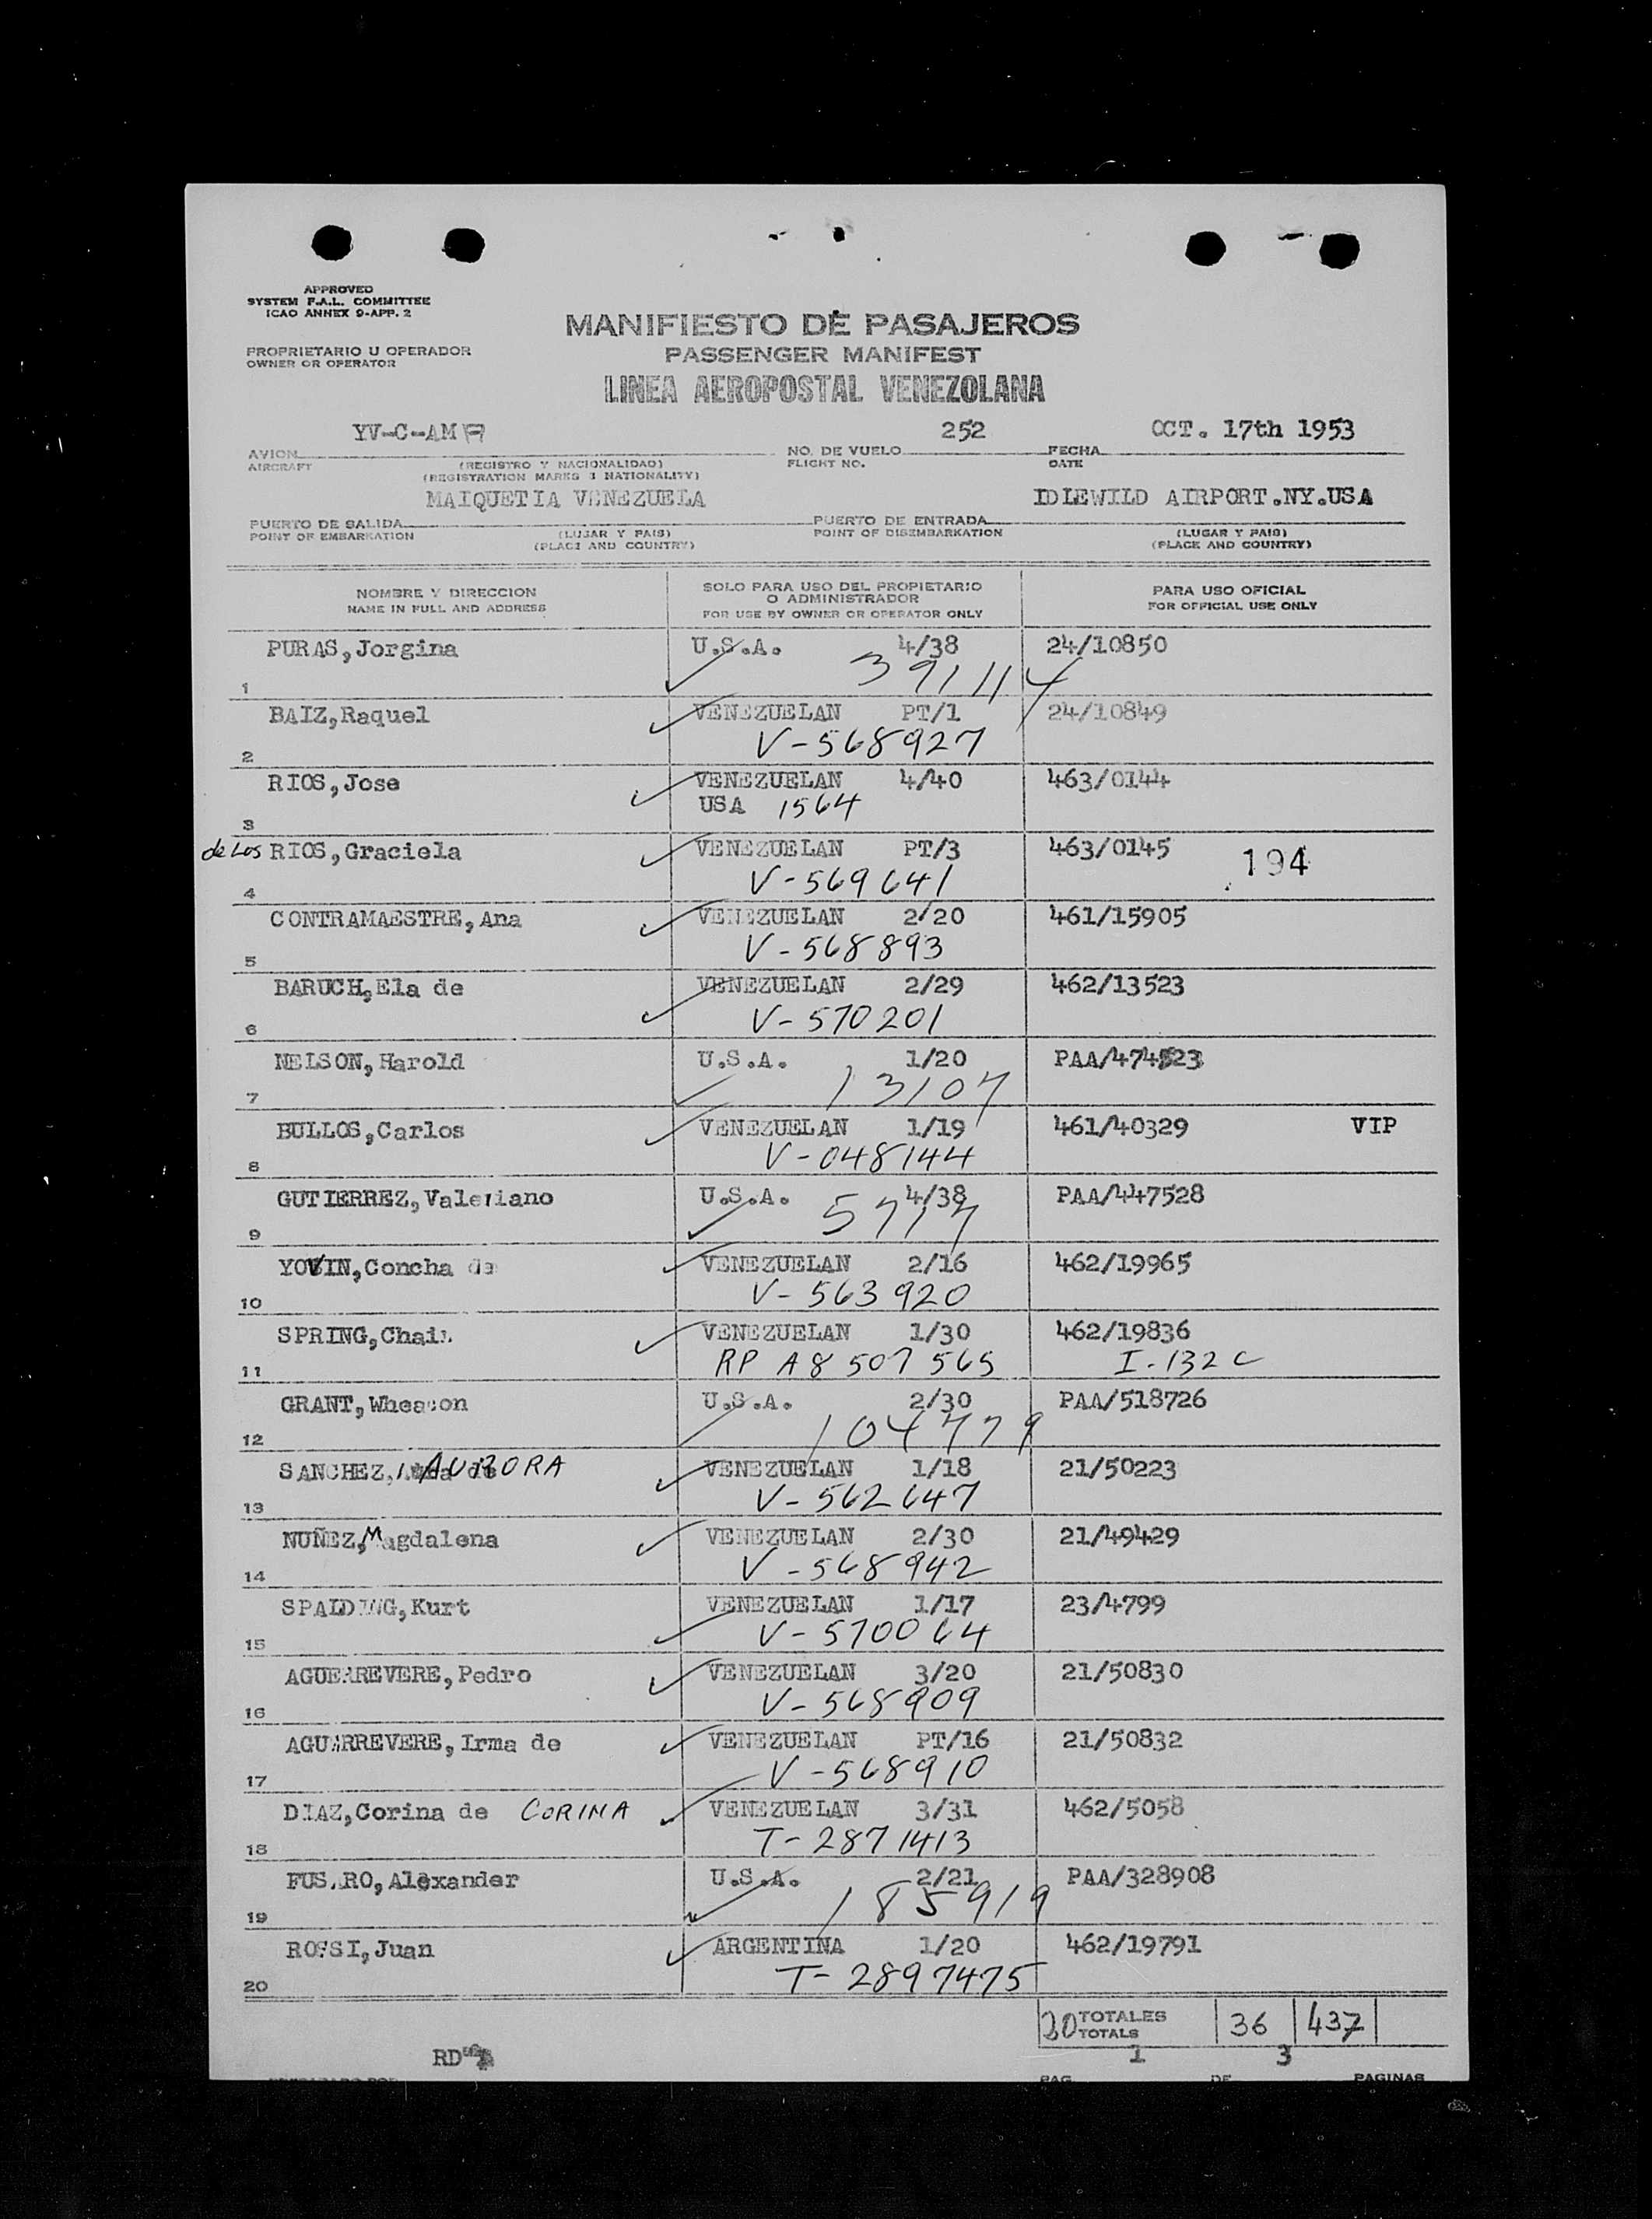 APPROVED
SYSTEM F.A.L. COMMITTEE
ICAO ANNEX 9-APP. 2
MANIFIESTO DE PASAJEROS
PROPRIETARIO U OPERADOR
OWNER OR OPERATOR
PASSENGER MANIFEST
LINEA AEROPOSTAL VENEZOLANA
YV-C-AM 252 OCT. 17th 1953
AVION NO. DE VUELO FECHA
AIRCRAFT (REGISTRO Y NACIONALIDAD) FLIGHT NO. DATE
(REGISTRATION MARKS & NATIONALITY)
MAIQUETIA VENEZUELA IDLEWILD AIRPORT.NY.USA
PUERTO DE SALIDA PUERTO DE ENTRADA
POINT OF EMBARKATION (LUGAR Y PAIS) POINT OF DISEMBARKATION (LUGAR Y PAIS)
(PLACE AND COUNTRY) (PLACE AND COUNTRY)
NOMBRE Y DIRECCION SOLO PARA USO DEL PROPIETARIO PARA USO OFICIAL
O ADMINISTRADOR
NAME IN FULL AND ADDRESS FOR USE BY OWNER OR OPERATOR ONLY FOR OFFICIAL USE ONLY
PURAS,Jorgina U.S.A. 4/38 24/10850
1 39114
BAIZ,Raquel VENEZUELAN PT/1 24/10849
2 V-568927
RIOS,Jose VENEZUELAN 4/40 463/0144
3 USA 1564
de Los RIOS,Graciela VENEZUELAN PT/3 463/0145 194
4 V-569641
CONTRAMAESTRE,Ana VENEZUELAN 2/20 461/15905
5 V-568893
BARUCH,Ela de VENEZUELAN 2/29 462/13523
6 V-570201
NELSON,Harold U.S.A. 1/20 PAA/474523
7 13107
BULLOS,Carlos VENEZUELAN 1/19 461/40329 VIP
8 V-048144
GUTIERREZ,Valeriano U.S.A. 4/38 PAA/447528
9 5717
YOVIN,Concha de VENEZUELAN 2/16 462/19965
10 V-563920
SPRING,Chaim VENEZUELAN 1/30 462/19836
11 RP A8 507 565 I-132 C
GRANT,Wheaton U.S.A. 2/30 PAA/518726
12 104779
SANCHEZ, AURORA VENEZUELAN 1/18 21/50223
13 V-562647
NUÑEZ,Magdalena VENEZUELAN 2/30 21/49429
14 V-568942
SPALDING,Kurt VENEZUELAN 1/17 23/4799
15 V-570064
AGUERREVERE,Pedro VENEZUELAN 3/20 21/50830
16 V-568909
AGUERREVERE,Irma de VENEZUELAN PT/16 21/50832
17 V-568910
DIAZ,Corina de CORINA VENEZUELAN 3/31 462/5058
18 T-2871413
FUSARO,Alexander U.S.A. 2/21 PAA/328908
19 185919
ROSSI,Juan ARGENTINA 1/20 462/19791
20 T-2897475
20 TOTALES 36 437
TOTALS
RD 1 3
PAG. DE PAGINAS